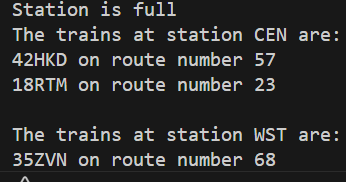 Station is full
The trains at station CEN are:
42HKD on route number 57
18RTM on route number 23

The trains at station WST are:
35ZVN on route number 68